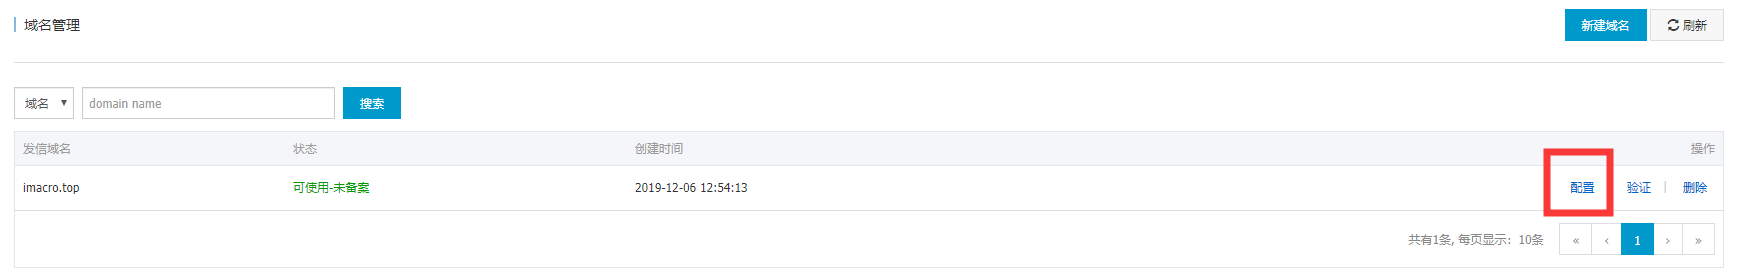 域名管理
新建域名 刷新
域名 domain name 搜索
发信域名 状态 创建时间 操作
imacro.top 可使用-未备案 2019-12-06 12:54:13 配置 验证 | 删除
共有1条, 每页显示: 10条 « ‹ 1 › »